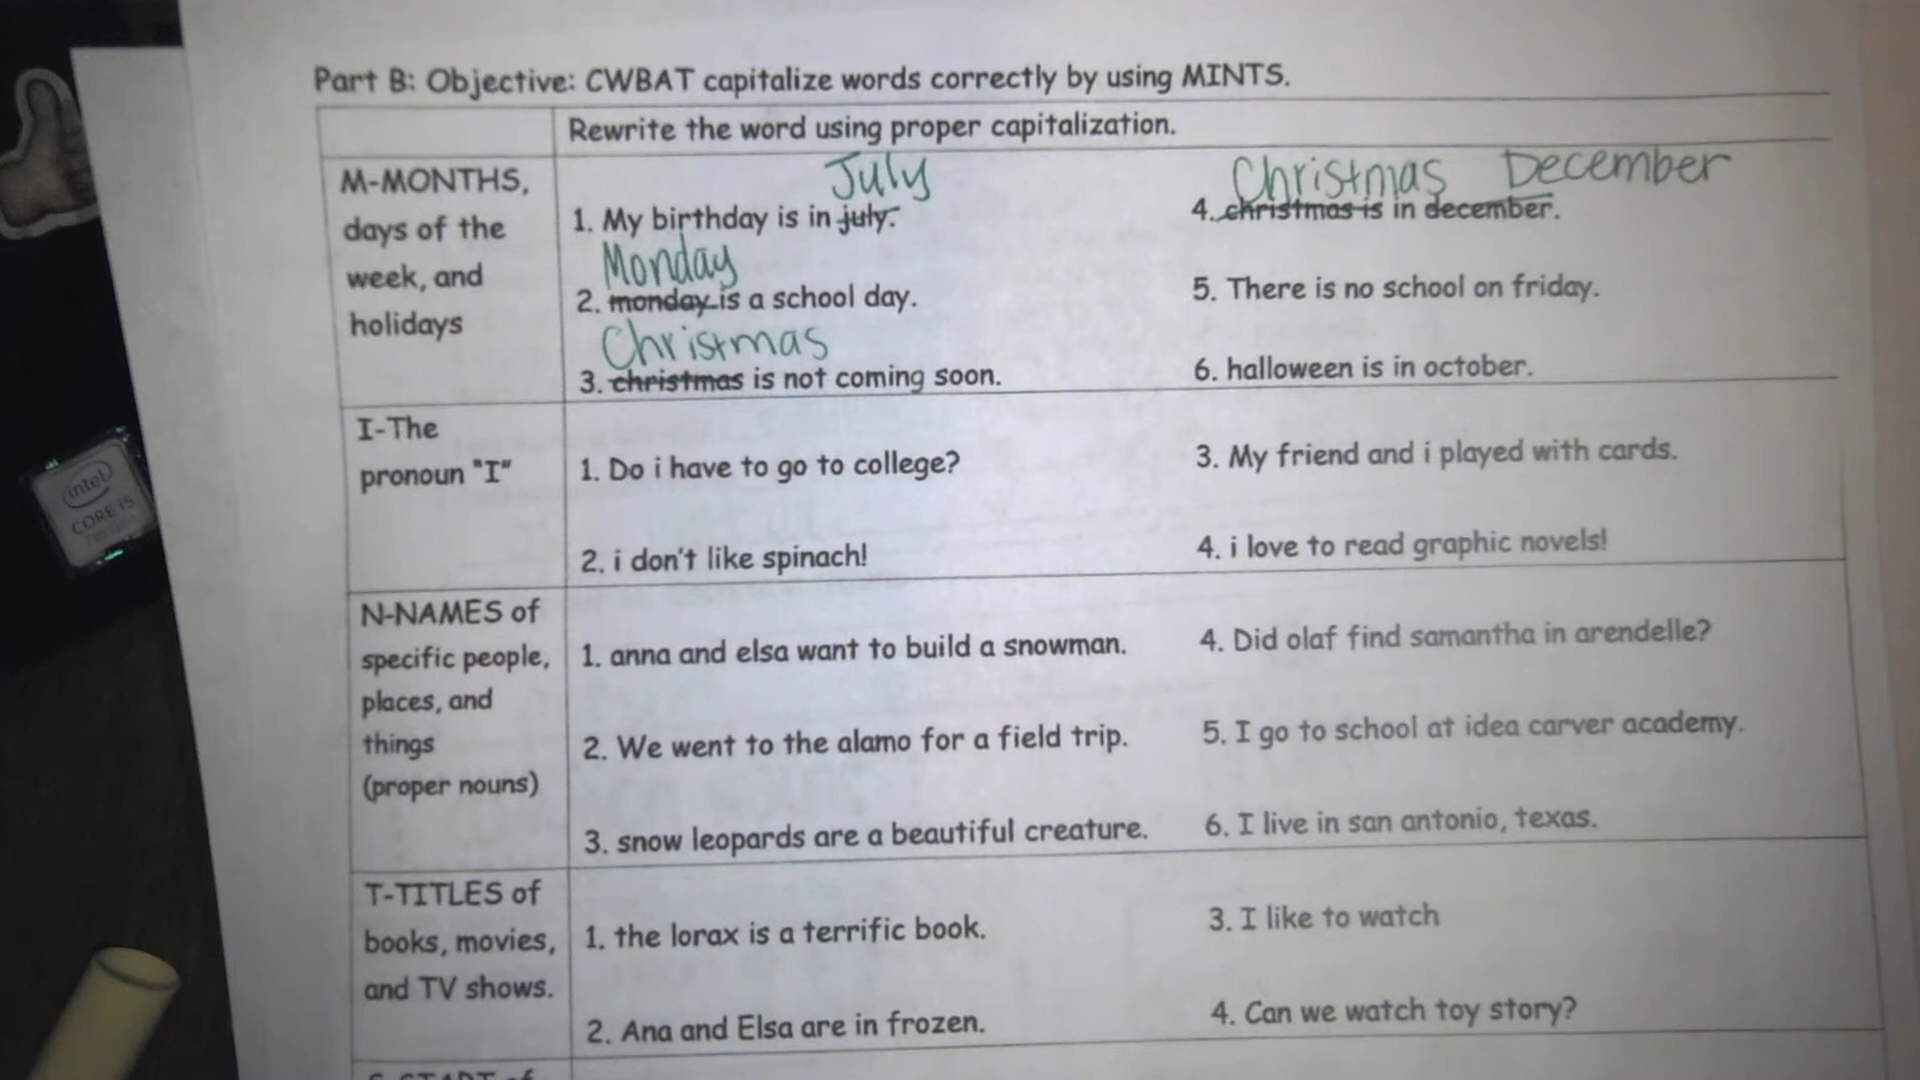 Part B: Objective: CWBAT capitalize words correctly by using MINTS.
Rewrite the word using proper capitalization.
M-MONTHS,
days of the
week, and
holidays
July
1. My birthday is in july.
Monday
2. monday is a school day.
Christmas
3. christmas is not coming soon.
Christmas December
4. christmas is in december.
5. There is no school on friday.
6. halloween is in october.
I-The
pronoun "I"
1. Do i have to go to college?
2. i don't like spinach!
3. My friend and i played with cards.
4. i love to read graphic novels!
N-NAMES of
specific people,
places, and
things
(proper nouns)
1. anna and elsa want to build a snowman.
2. We went to the alamo for a field trip.
3. snow leopards are a beautiful creature.
4. Did olaf find samantha in arendelle?
5. I go to school at idea carver academy.
6. I live in san antonio, texas.
T-TITLES of
books, movies,
and TV shows.
1. the lorax is a terrific book.
2. Ana and Elsa are in frozen.
3. I like to watch
4. Can we watch toy story?
intel
CORE i5